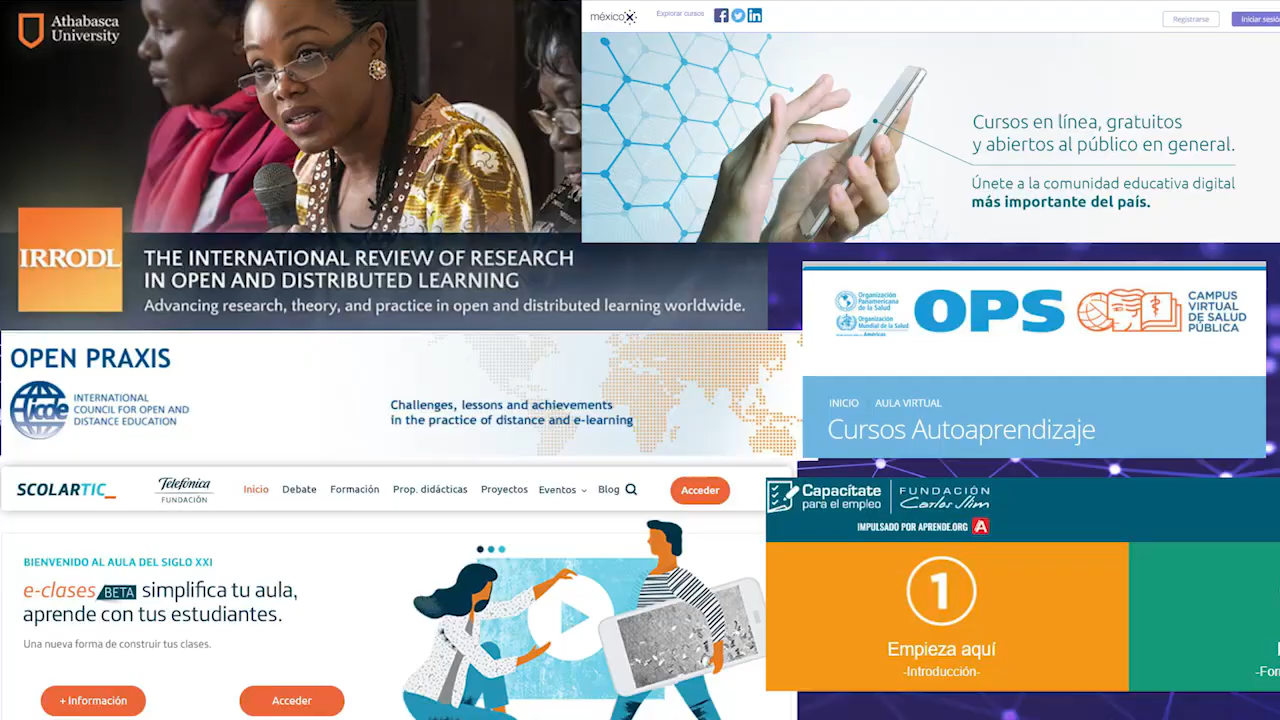 Athabasca
University
IRRODL
THE INTERNATIONAL REVIEW OF RESEARCH
IN OPEN AND DISTRIBUTED LEARNING
Advancing research, theory, and practice in open and distributed learning worldwide.
méxicoX
Explorar cursos
Registrarse
Iniciar sesió
Cursos en línea, gratuitos
y abiertos al público en general.
Únete a la comunidad educativa digital
más importante del país.
Organización
Panamericana
de la Salud
Organización
Mundial de la Salud
Américas
OPS
CAMPUS
VIRTUAL
DE SALUD
PÚBLICA
INICIO
AULA VIRTUAL
Cursos Autoaprendizaje
OPEN PRAXIS
icde
INTERNATIONAL
COUNCIL FOR OPEN AND
DISTANCE EDUCATION
Challenges, lessons and achievements
in the practice of distance and e-learning
SCOLARTIC_
Telefónica
FUNDACIÓN
Inicio
Debate
Formación
Prop. didácticas
Proyectos
Eventos
Blog
Acceder
BIENVENIDO AL AULA DEL SIGLO XXI
e-clases BETA simplifica tu aula,
aprende con tus estudiantes.
Una nueva forma de construir tus clases.
+ Información
Acceder
Capacítate
para el empleo
FUNDACIÓN
Carlos Slim
IMPULSADO POR APRENDE.ORG A
1
Empieza aquí
-Introducción-
-For